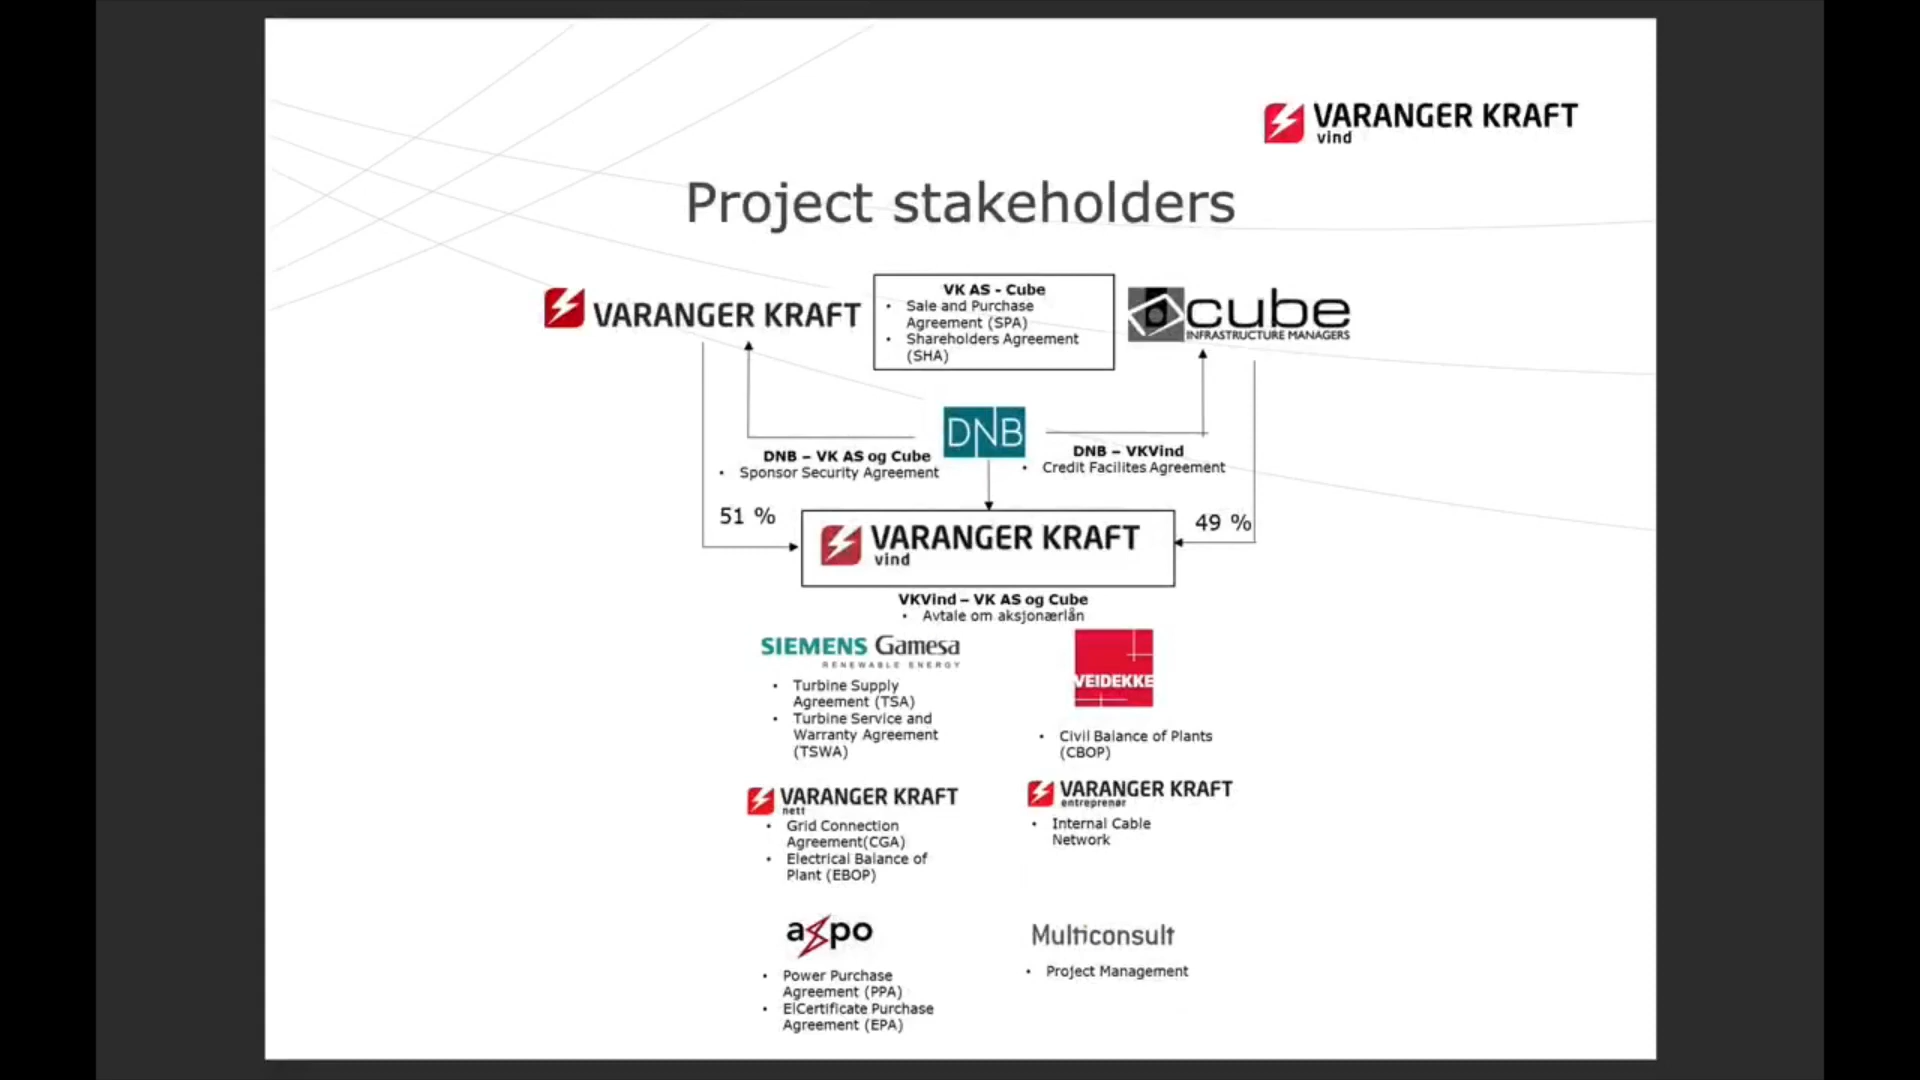 VARANGER KRAFT
vind
Project stakeholders
VARANGER KRAFT
VK AS - Cube
• Sale and Purchase
Agreement (SPA)
• Shareholders Agreement
(SHA)
cube
INFRASTRUCTURE MANAGERS
DNB
DNB – VK AS og Cube
• Sponsor Security Agreement
DNB – VKVind
• Credit Facilites Agreement
51 %
49 %
VARANGER KRAFT
vind
VKVind – VK AS og Cube
• Avtale om aksjonærlån
SIEMENS Gamesa
RENEWABLE ENERGY
• Turbine Supply
Agreement (TSA)
• Turbine Service and
Warranty Agreement
(TSWA)
VEIDEKKE
• Civil Balance of Plants
(CBOP)
VARANGER KRAFT
nett
• Grid Connection
Agreement(CGA)
• Electrical Balance of
Plant (EBOP)
VARANGER KRAFT
entreprenør
• Internal Cable
Network
axpo
• Power Purchase
Agreement (PPA)
• ElCertificate Purchase
Agreement (EPA)
Multiconsult
• Project Management